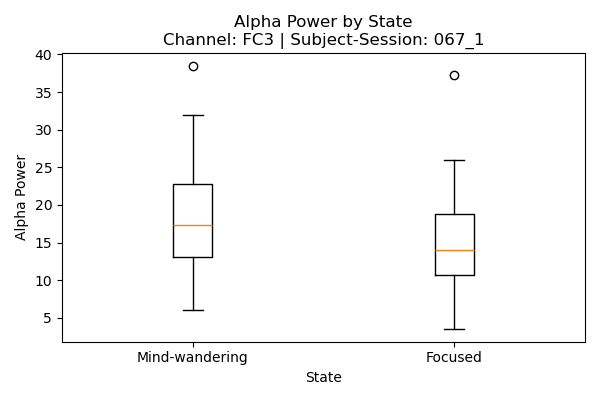 Alpha Power by State
Channel: FC3 | Subject-Session: 067_1
40
35
30
25
20
15
10
5
Alpha Power
Mind-wandering
Focused
State